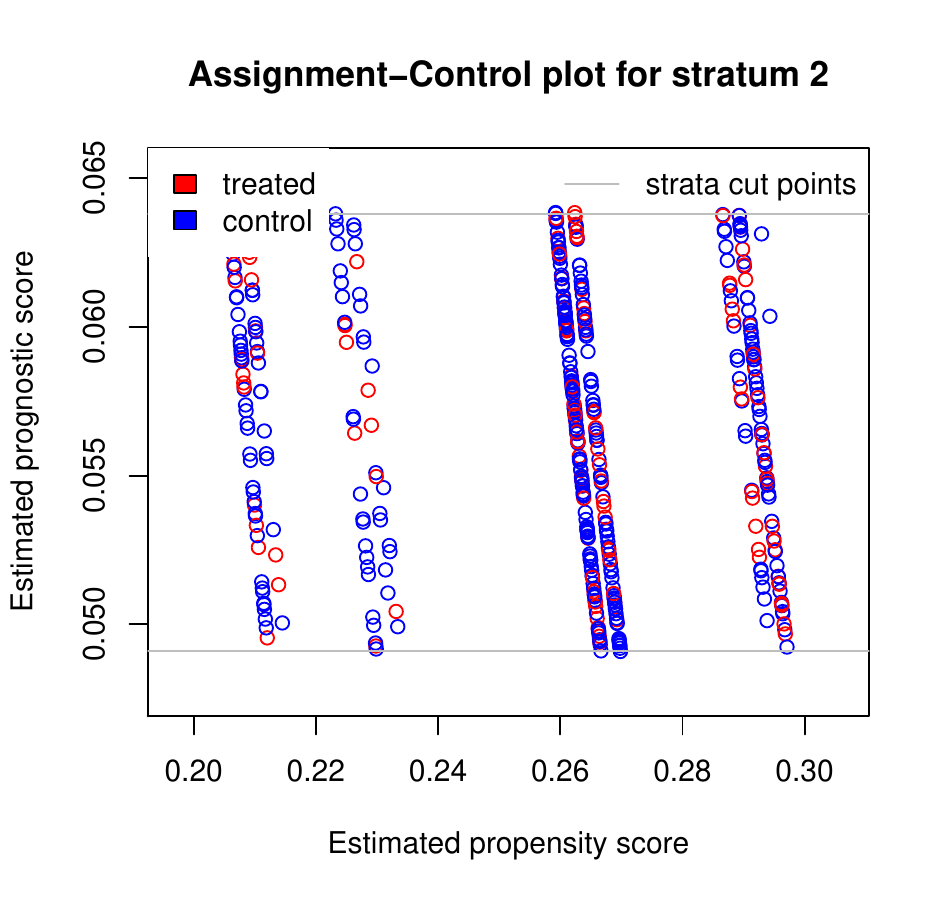 Assignment−Control plot for stratum 2
treated
control
strata cut points
Estimated prognostic score
0.065
0.060
0.055
0.050
0.20 0.22 0.24 0.26 0.28 0.30
Estimated propensity score